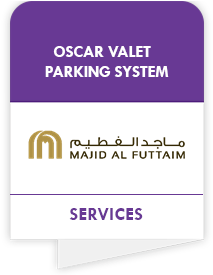 OSCAR VALET
PARKING SYSTEM
ماجد الفطيم
MAJID AL FUTTAIM
SERVICES